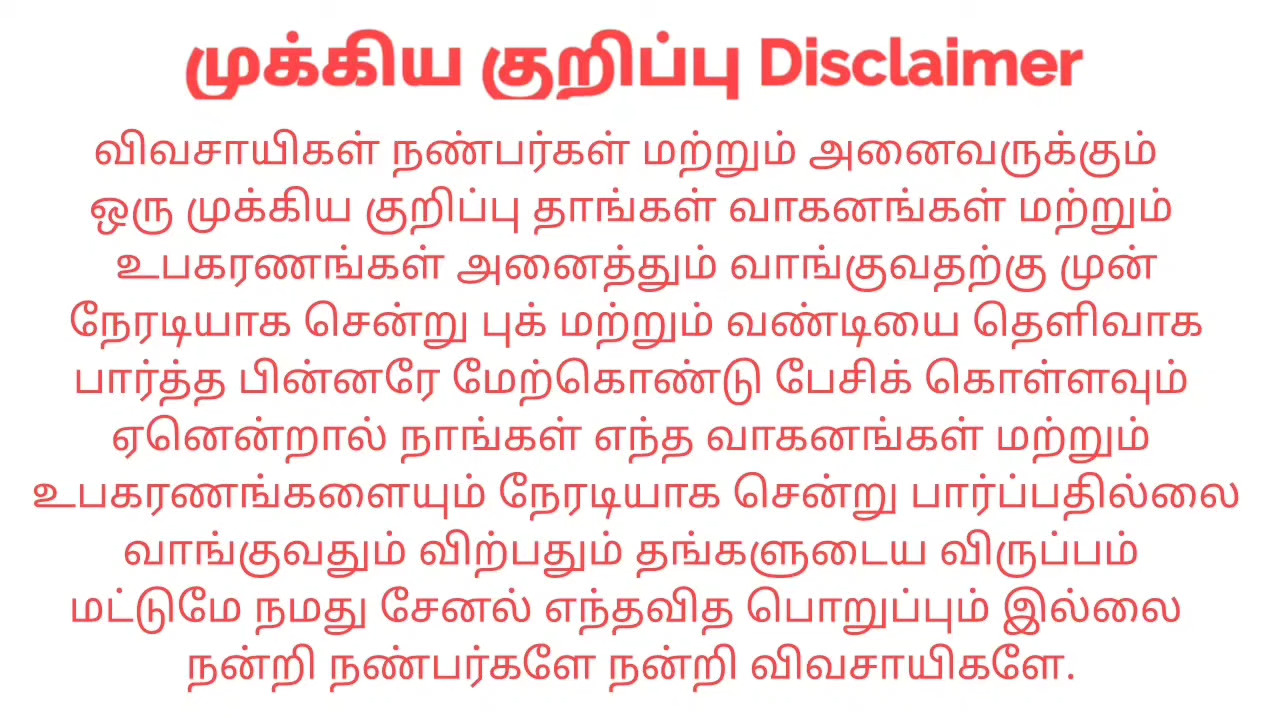 முக்கிய குறிப்பு Disclaimer
விவசாயிகள் நண்பர்கள் மற்றும் அனைவருக்கும்
ஒரு முக்கிய குறிப்பு தாங்கள் வாகனங்கள் மற்றும்
உபகரணங்கள் அனைத்தும் வாங்குவதற்கு முன்
நேரடியாக சென்று புக் மற்றும் வண்டியை தெளிவாக
பார்த்த பின்னரே மேற்கொண்டு பேசிக் கொள்ளவும்
ஏனென்றால் நாங்கள் எந்த வாகனங்கள் மற்றும்
உபகரணங்களையும் நேரடியாக சென்று பார்ப்பதில்லை
வாங்குவதும் விற்பதும் தங்களுடைய விருப்பம்
மட்டுமே நமது சேனல் எந்தவித பொறுப்பும் இல்லை
நன்றி நண்பர்களே நன்றி விவசாயிகளே.